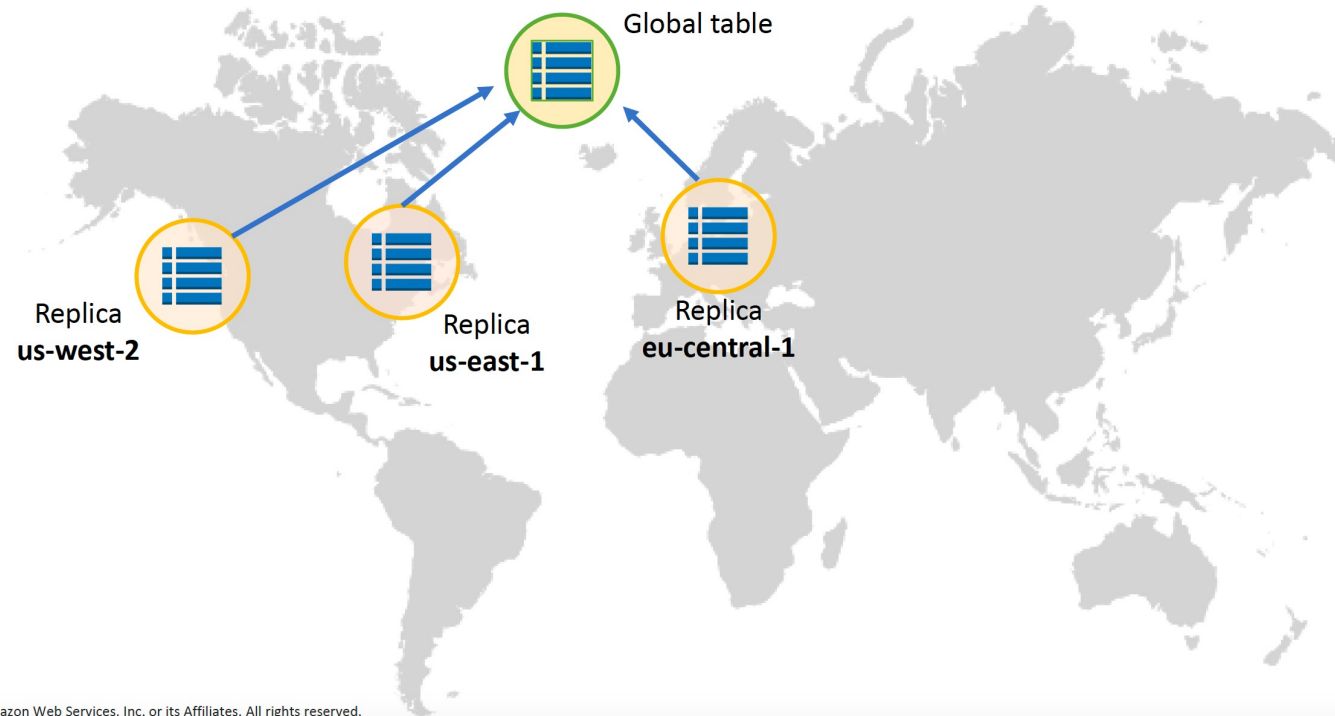 Global table
Replica
us-west-2
Replica
us-east-1
Replica
eu-central-1
Web Services, Inc. or its Affiliates. All rights reserved.